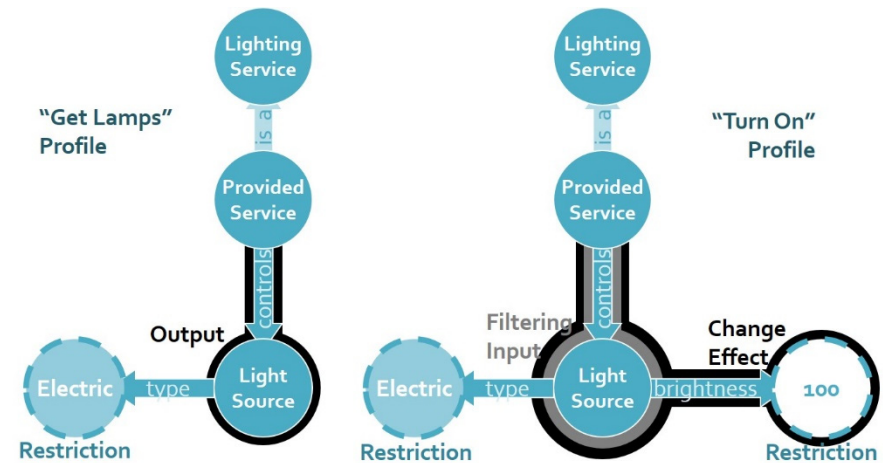 Lighting
Service
"Get Lamps"
Profile
is a
Provided
Service
controls
Output
Electric
type
Light
Source
Restriction
Lighting
Service
"Turn On"
Profile
is a
Provided
Service
controls
Filtering
Input
Change
Effect
Electric
type
Light
Source
brightness
100
Restriction
Restriction